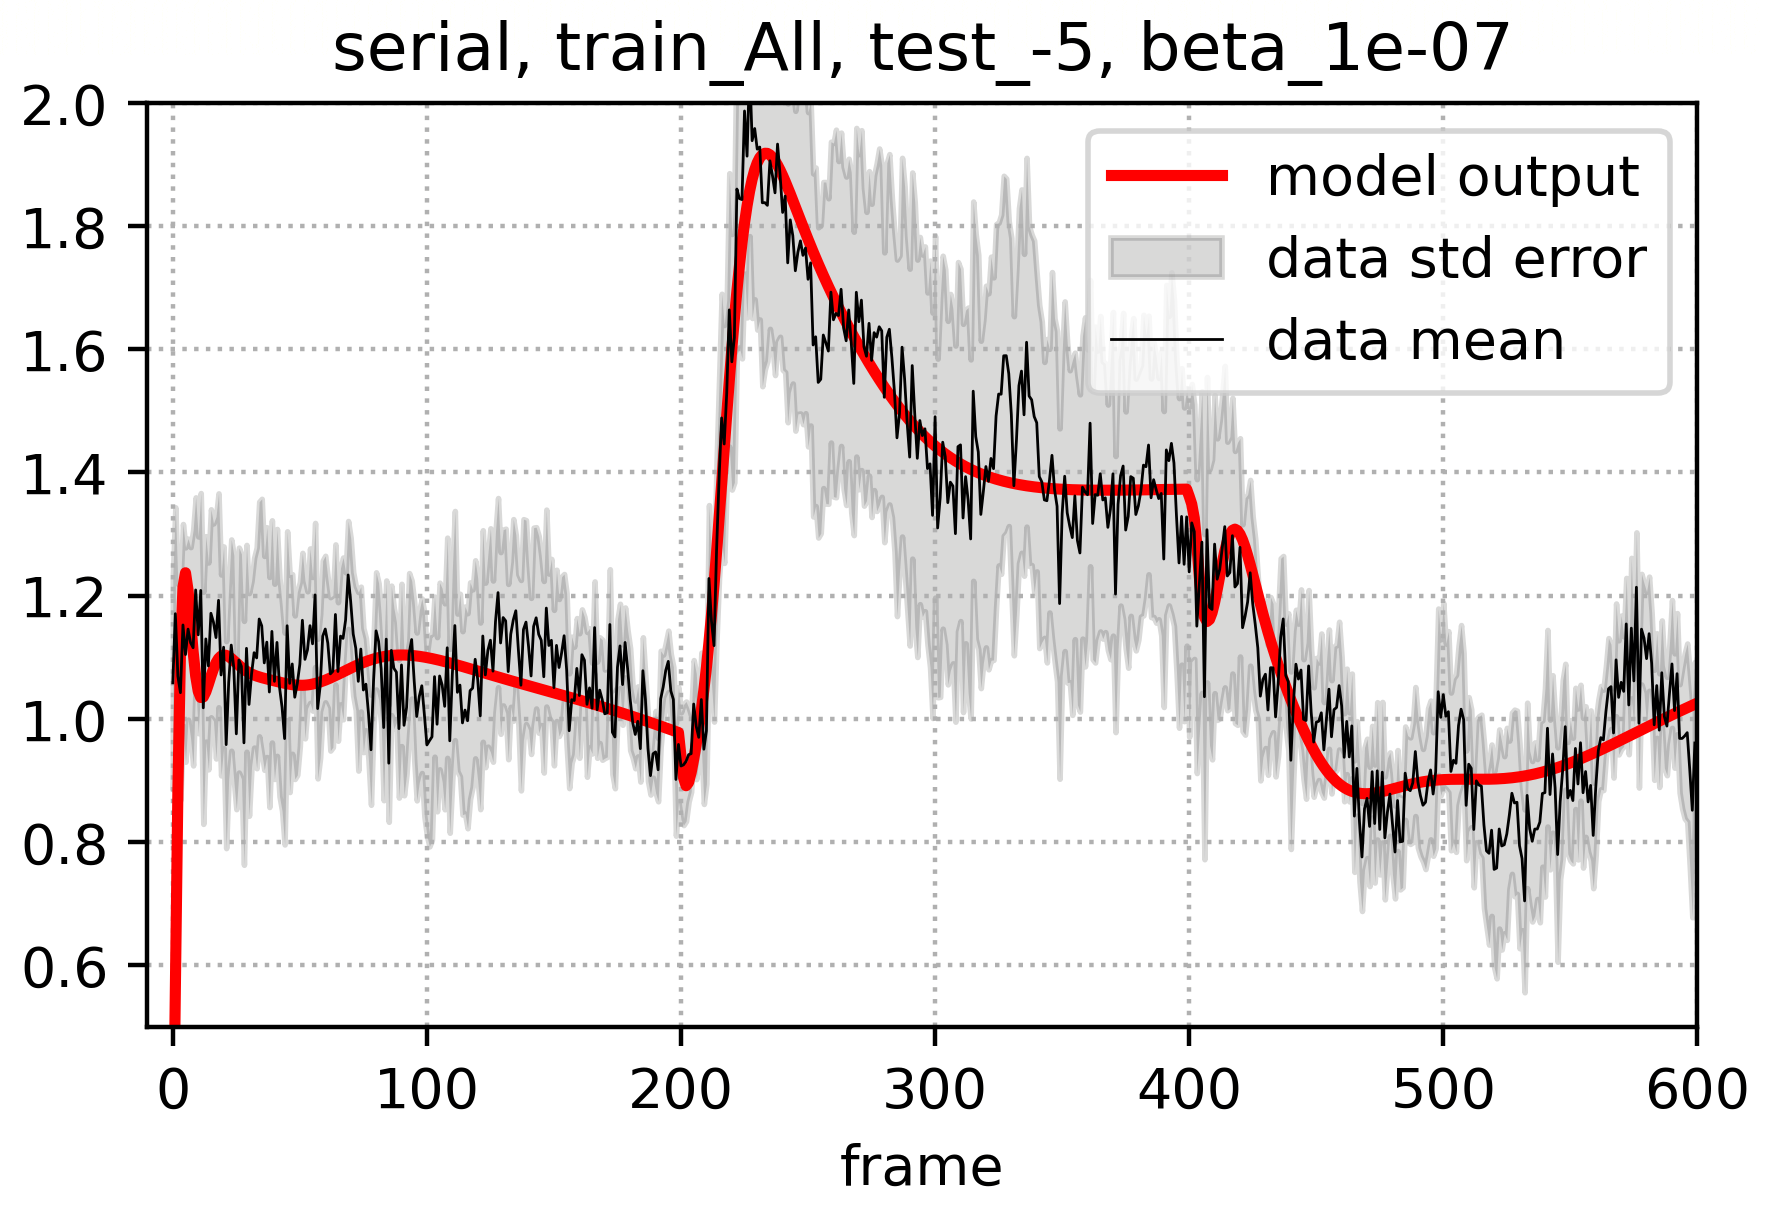 serial, train_All, test_-5, beta_1e-07
2.0
1.8
1.6
1.4
1.2
1.0
0.8
0.6
model output
data std error
data mean
0 100 200 300 400 500 600
frame